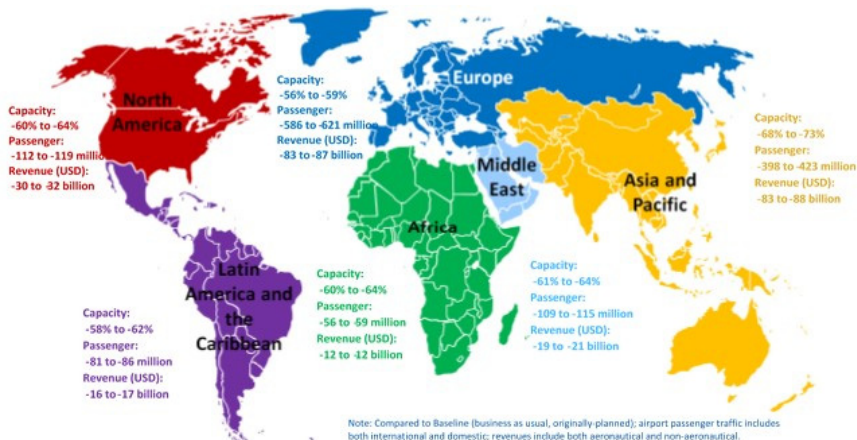 North
America
Capacity:
-60% to -64%
Passenger:
-112 to -119 million
Revenue (USD):
-30 to -32 billion
Capacity:
-56% to -59%
Passenger:
-586 to -621 million
Revenue (USD):
-83 to -87 billion
Europe
Capacity:
-68% to -73%
Passenger:
-398 to -423 million
Revenue (USD):
-83 to -88 billion
Middle
East
Asia and
Pacific
Africa
Latin
America and
the
Caribbean
Capacity:
-58% to -62%
Passenger:
-81 to -86 million
Revenue (USD):
-16 to -17 billion
Capacity:
-60% to -64%
Passenger:
-56 to -59 million
Revenue (USD):
-12 to -12 billion
Capacity:
-61% to -64%
Passenger:
-109 to -115 million
Revenue (USD):
-19 to -21 billion
Note: Compared to Baseline (business as usual, originally-planned); airport passenger traffic includes
both international and domestic; revenues include both aeronautical and non-aeronautical.